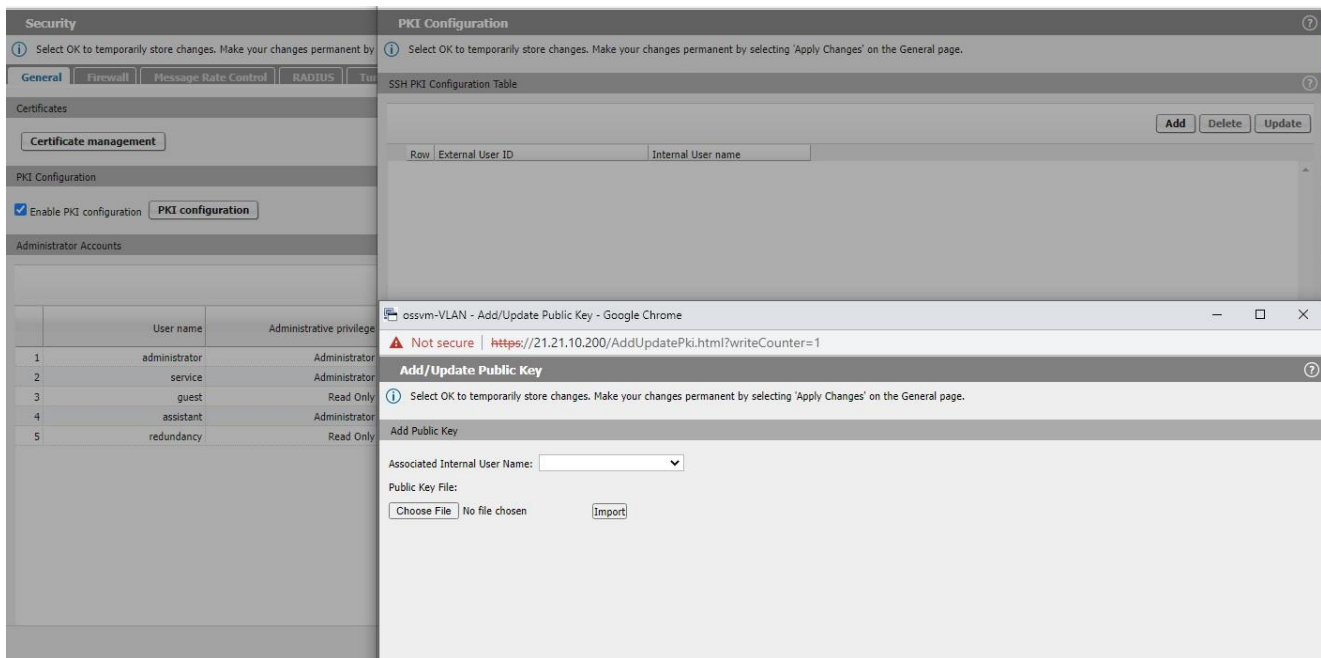 Security
Select OK to temporarily store changes. Make your changes permanent by
General Firewall Message Rate Control RADIUS
Certificates
Certificate management
PKI Configuration
Enable PKI configuration PKI configuration
Administrator Accounts
User name Administrative privilege
1 administrator Administrator
2 service Administrator
3 guest Read Only
4 assistant Administrator
5 redundancy Read Only
PKI Configuration
Select OK to temporarily store changes. Make your changes permanent by selecting 'Apply Changes' on the General page.
SSH PKI Configuration Table
Add Delete Update
Row External User ID Internal User name
ossvm-VLAN - Add/Update Public Key - Google Chrome
Not secure | https://21.21.10.200/AddUpdatePki.html?writeCounter=1
Add/Update Public Key
Select OK to temporarily store changes. Make your changes permanent by selecting 'Apply Changes' on the General page.
Add Public Key
Associated Internal User Name:
Public Key File:
Choose File No file chosen Import